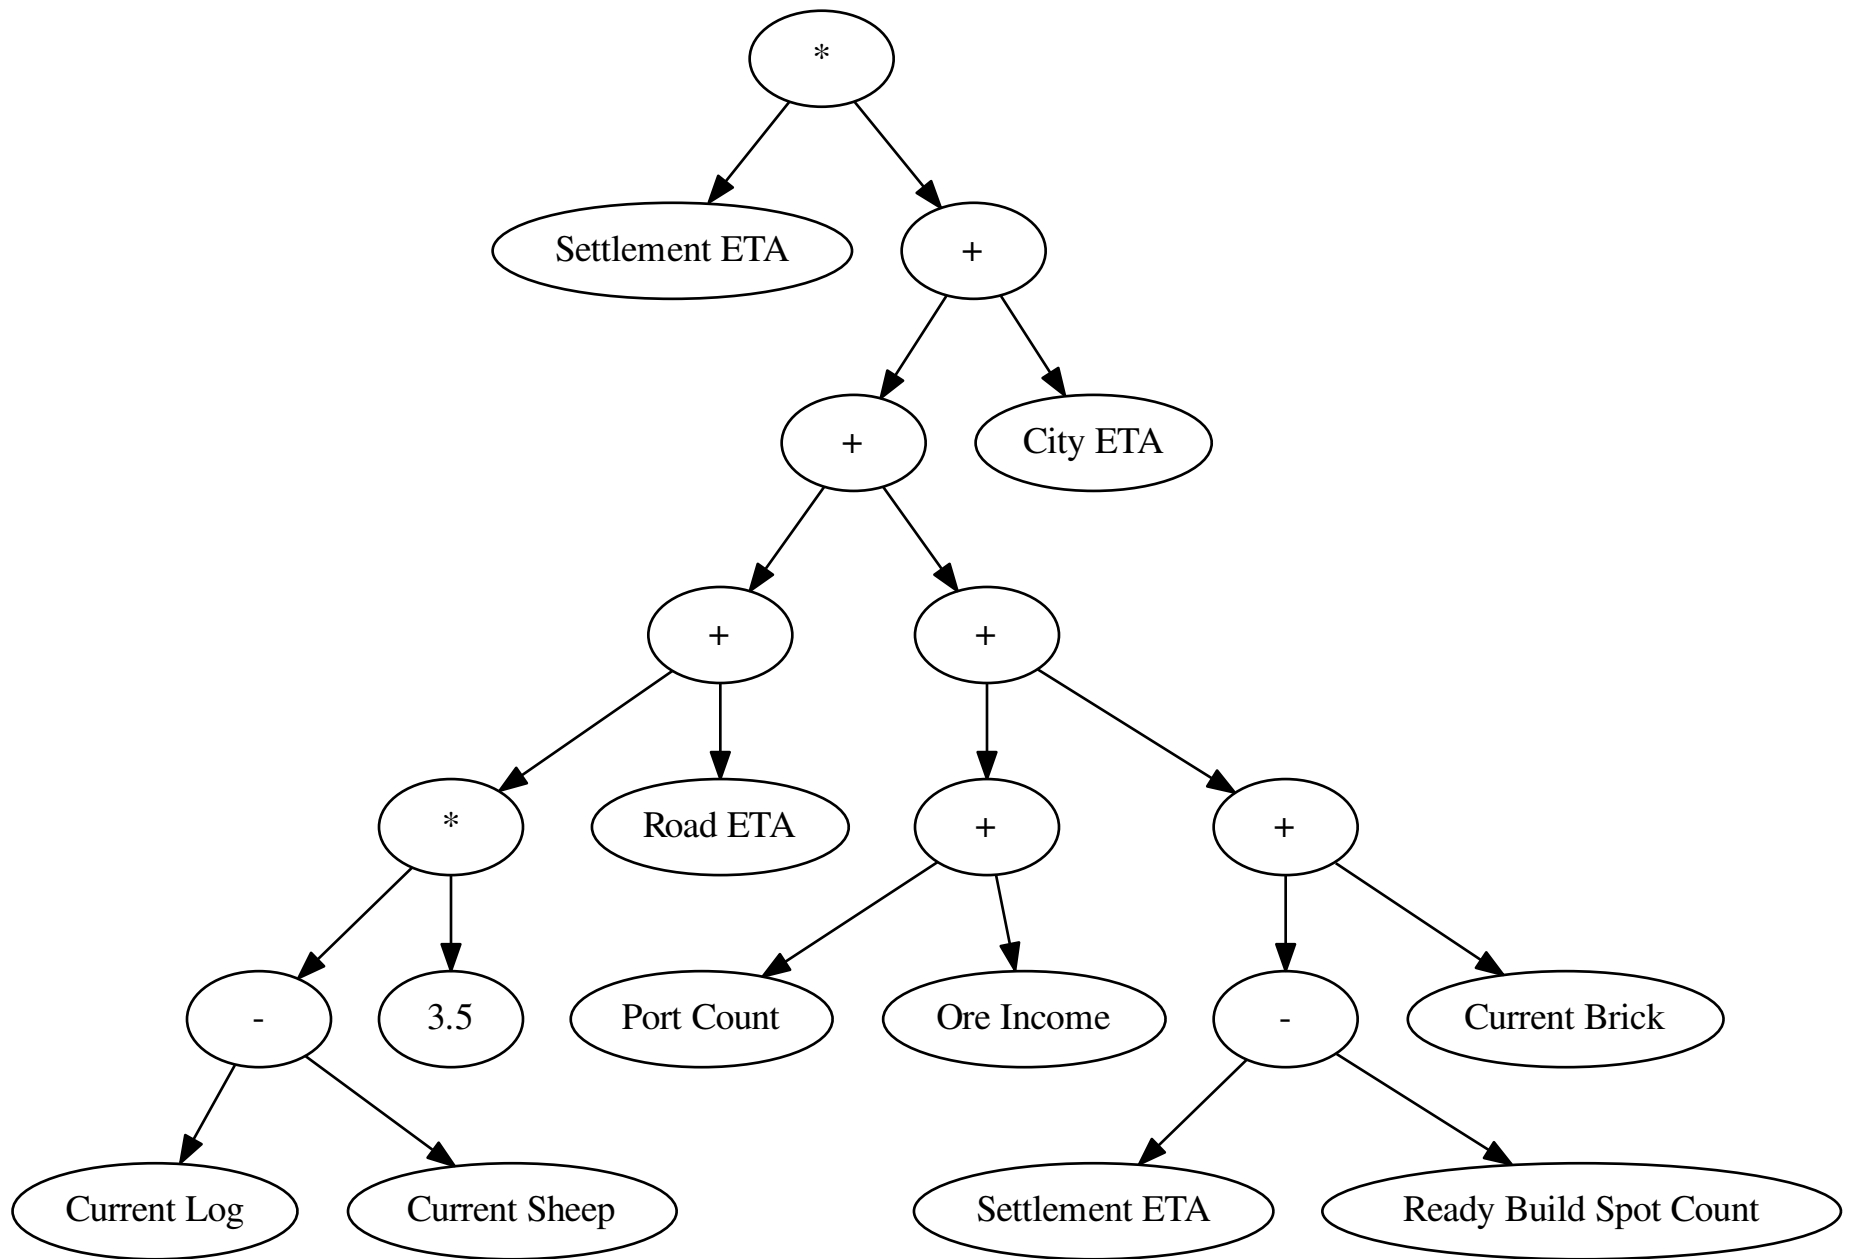 *
Settlement ETA
+
+
City ETA
+
+
*
Road ETA
+
+
-
3.5
Port Count
Ore Income
-
Current Brick
Current Log
Current Sheep
Settlement ETA
Ready Build Spot Count